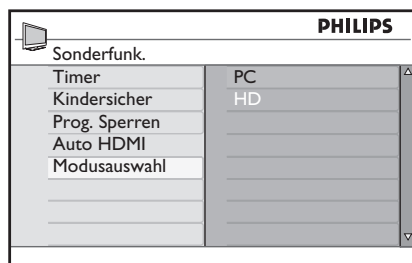 PHILIPS
Sonderfunk.
Timer PC
Kindersicher HD
Prog. Sperren
Auto HDMI
Modusauswahl